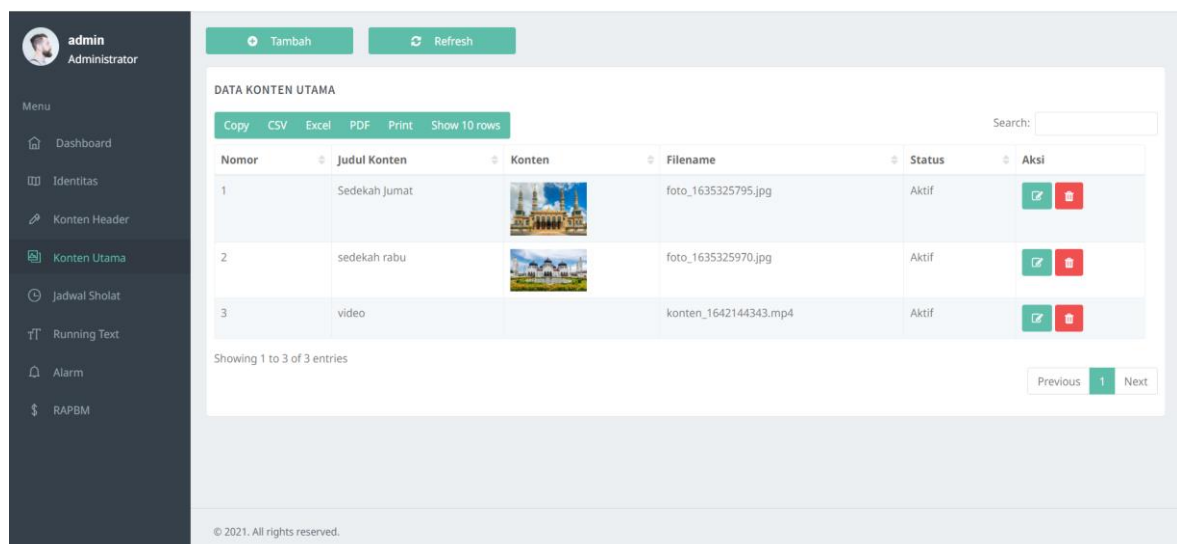 admin
Administrator
Menu
Dashboard
Identitas
Konten Header
Konten Utama
Jadwal Sholat
Running Text
Alarm
RAPBM
Tambah Refresh
DATA KONTEN UTAMA
Copy CSV Excel PDF Print Show 10 rows
Search:
Nomor Judul Konten Konten Filename Status Aksi
1 Sedekah Jumat foto_1635325795.jpg Aktif
2 sedekah rabu foto_1635325970.jpg Aktif
3 video konten_1642144343.mp4 Aktif
Showing 1 to 3 of 3 entries
Previous 1 Next
© 2021. All rights reserved.